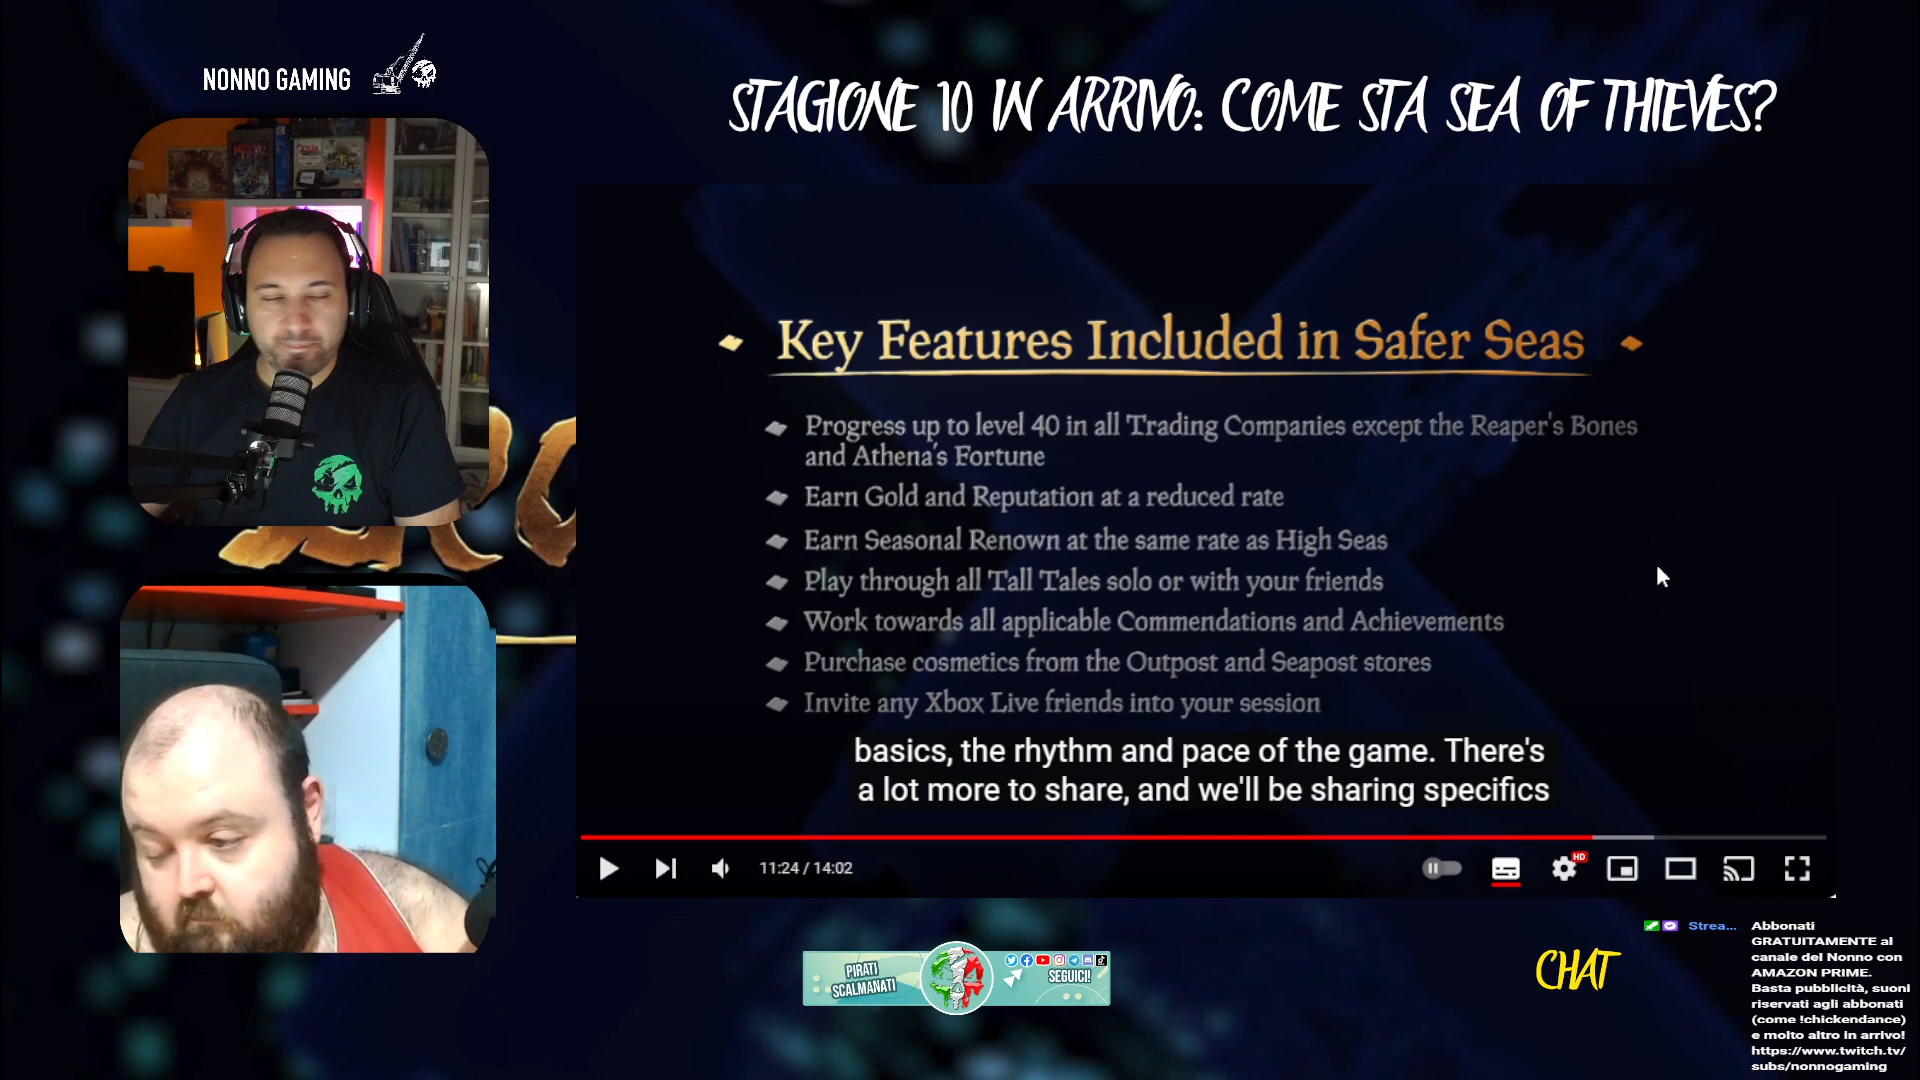 NONNO GAMING
STAGIONE 10 IN ARRIVO: COME STA SEA OF THIEVES?
Key Features Included in Safer Seas
Progress up to level 40 in all Trading Companies except the Reaper's Bones
and Athena's Fortune
Earn Gold and Reputation at a reduced rate
Earn Seasonal Renown at the same rate as High Seas
Play through all Tall Tales solo or with your friends
Work towards all applicable Commendations and Achievements
Purchase cosmetics from the Outpost and Seapost stores
Invite any Xbox Live friends into your session
basics, the rhythm and pace of the game. There's
a lot more to share, and we'll be sharing specifics
11:24 / 14:02
HD
PIRATI
SCALMANATI
SEGUICI!
CHAT
Strea... Abbonati
GRATUITAMENTE al
canale del Nonno con
AMAZON PRIME.
Basta pubblicità, suoni
riservati agli abbonati
(come !chickendance)
e molto altro in arrivo!
https://www.twitch.tv/
subs/nonnogaming